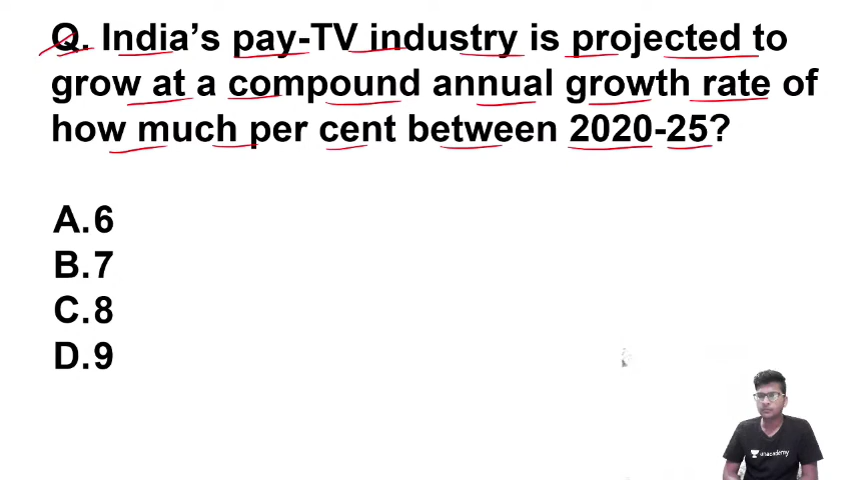 Q. India’s pay-TV industry is projected to
grow at a compound annual growth rate of
how much per cent between 2020-25?
A.6
B.7
C.8
D.9
unacademy